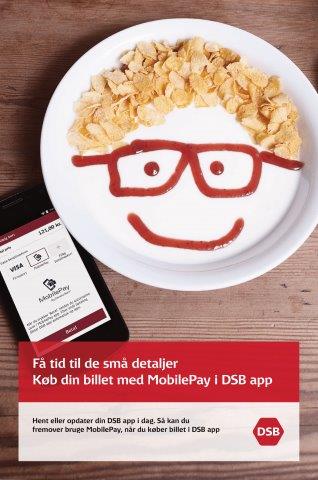 121,00 kr.
VISA
MobilePay
MobilePay
Betal
Få tid til de små detaljer
Køb din billet med MobilePay i DSB app
Hent eller opdater din DSB app i dag. Så kan du
fremover bruge MobilePay, når du køber billet i DSB app
DSB